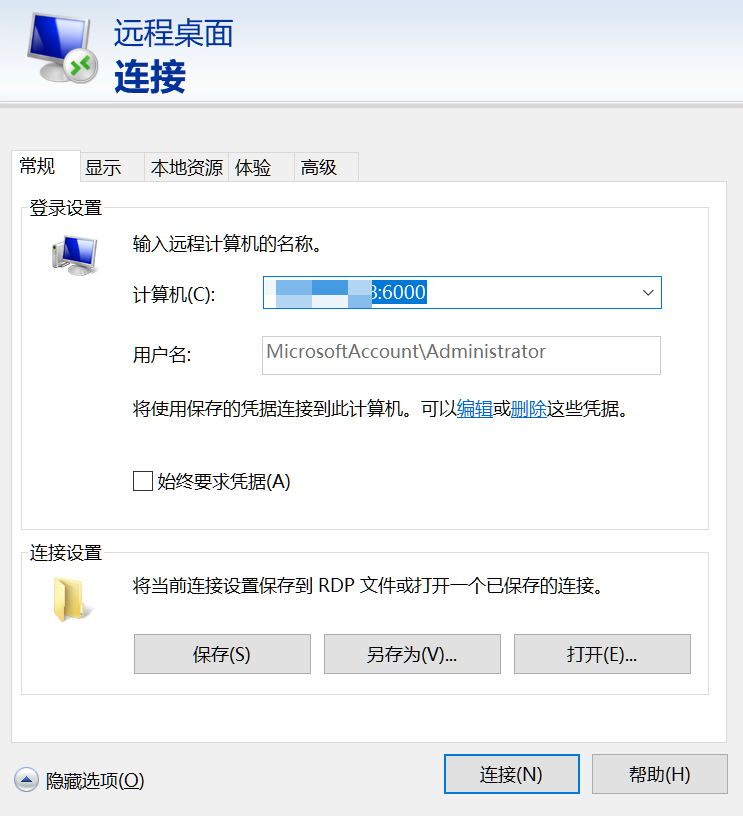 远程桌面
连接
常规 显示 本地资源 体验 高级
登录设置
输入远程计算机的名称。
计算机(C): :6000
用户名: MicrosoftAccount\Administrator
将使用保存的凭据连接到此计算机。可以编辑或删除这些凭据。
始终要求凭据(A)
连接设置
将当前连接设置保存到 RDP 文件或打开一个已保存的连接。
保存(S) 另存为(V)... 打开(E)...
隐藏选项(O) 连接(N) 帮助(H)